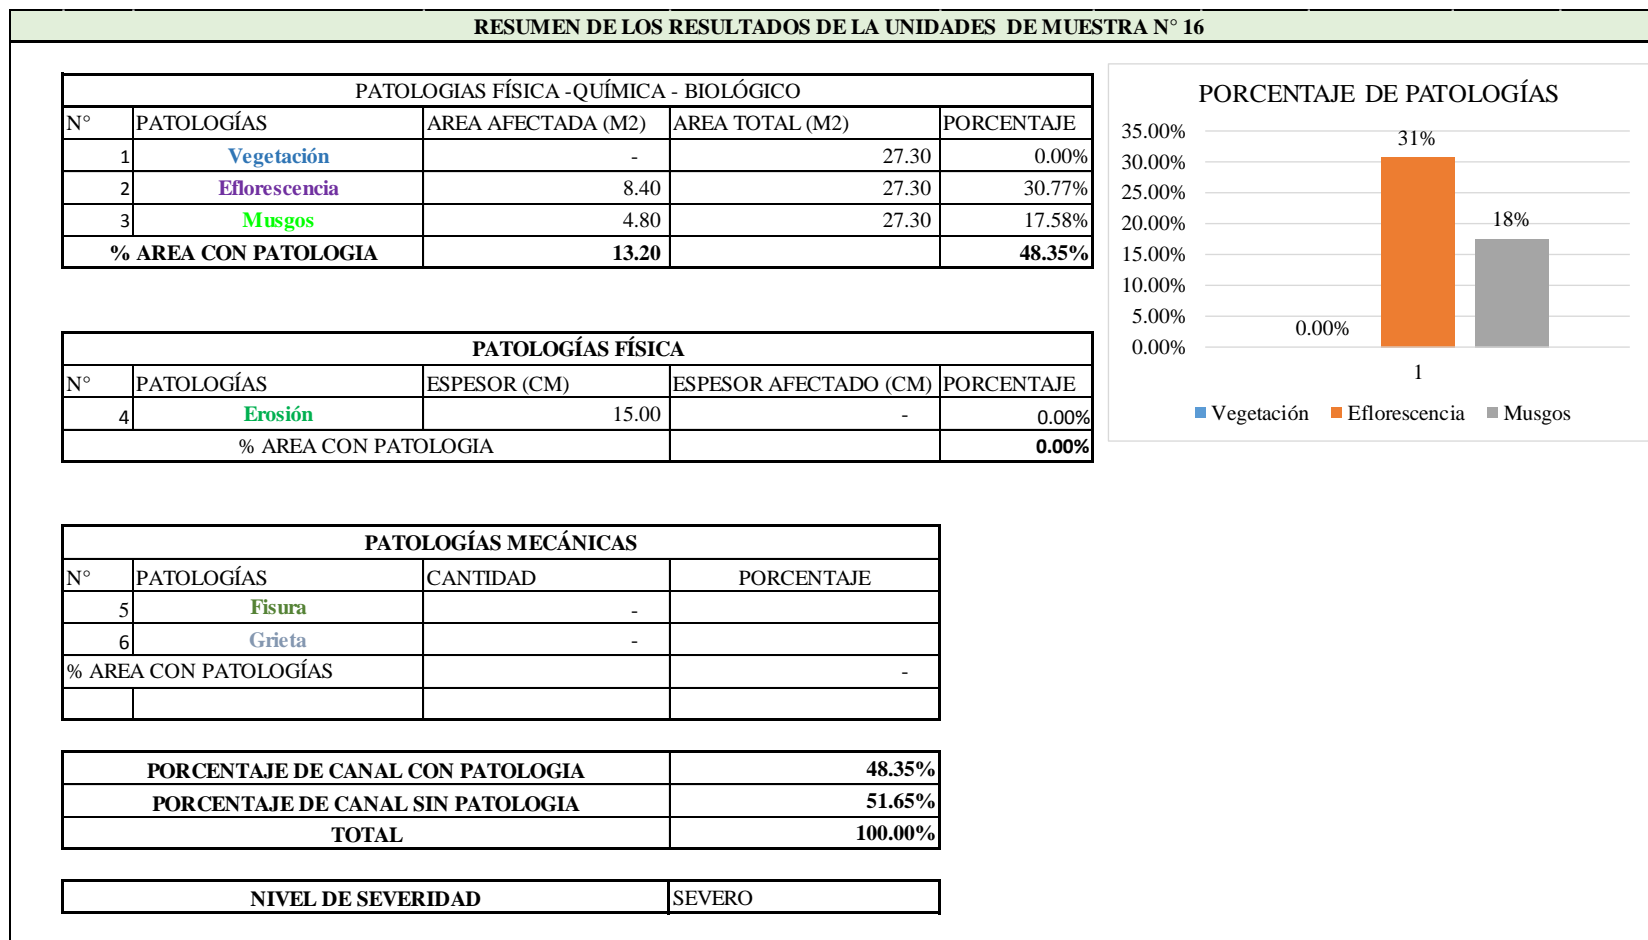 RESUMEN DE LOS RESULTADOS DE LA UNIDADES DE MUESTRA N° 16
PATOLOGIAS FÍSICA -QUÍMICA - BIOLÓGICO
N° PATOLOGÍAS AREA AFECTADA (M2) AREA TOTAL (M2) PORCENTAJE
1 Vegetación - 27.30 0.00%
2 Eflorescencia 8.40 27.30 30.77%
3 Musgos 4.80 27.30 17.58%
% AREA CON PATOLOGIA 13.20 48.35%
PORCENTAJE DE PATOLOGÍAS
35.00%
30.00%
25.00%
20.00%
15.00%
10.00%
5.00%
0.00%
0.00%
31%
18%
1
Vegetación Eflorescencia Musgos
PATOLOGÍAS FÍSICA
N° PATOLOGÍAS ESPESOR (CM) ESPESOR AFECTADO (CM) PORCENTAJE
4 Erosión 15.00 - 0.00%
% AREA CON PATOLOGIA 0.00%
PATOLOGÍAS MECÁNICAS
N° PATOLOGÍAS CANTIDAD PORCENTAJE
5 Fisura -
6 Grieta -
% AREA CON PATOLOGÍAS -
PORCENTAJE DE CANAL CON PATOLOGIA 48.35%
PORCENTAJE DE CANAL SIN PATOLOGIA 51.65%
TOTAL 100.00%
NIVEL DE SEVERIDAD SEVERO